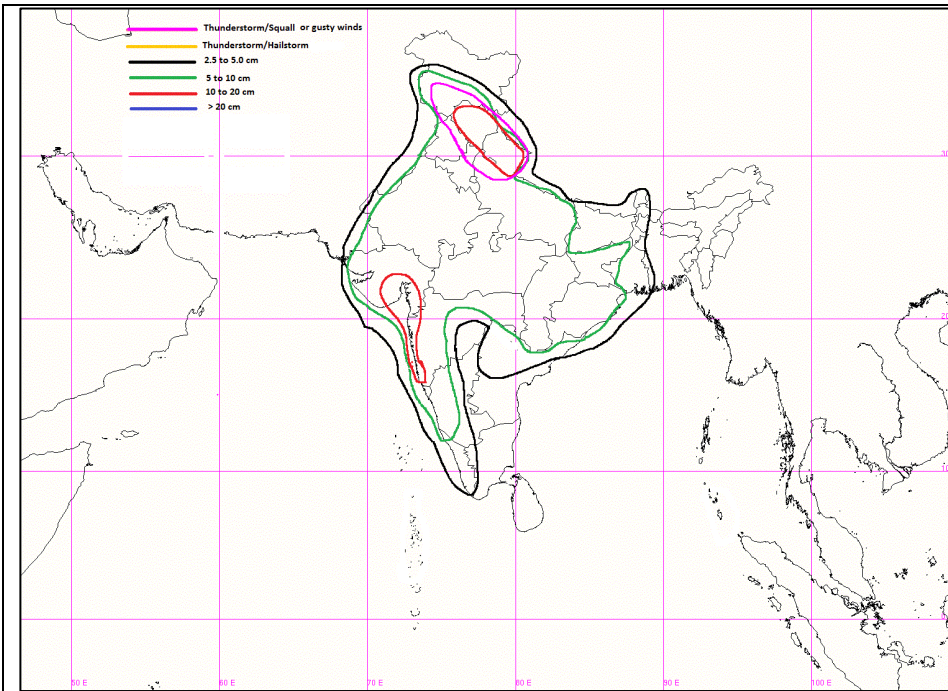 Thunderstorm/Squall or gusty winds
Thunderstorm/Hailstorm
2.5 to 5.0 cm
5 to 10 cm
10 to 20 cm
> 20 cm
50 E
60 E
70 E
80 E
90 E
100 E